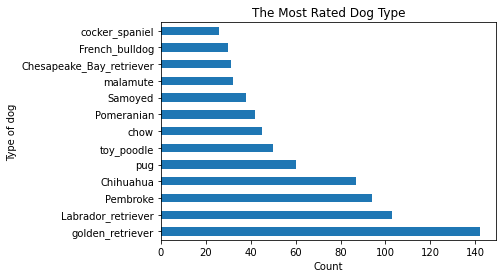 The Most Rated Dog Type
Type of dog
cocker_spaniel
French_bulldog
Chesapeake_Bay_retriever
malamute
Samoyed
Pomeranian
chow
toy_poodle
pug
Chihuahua
Pembroke
Labrador_retriever
golden_retriever
0 20 40 60 80 100 120 140
Count